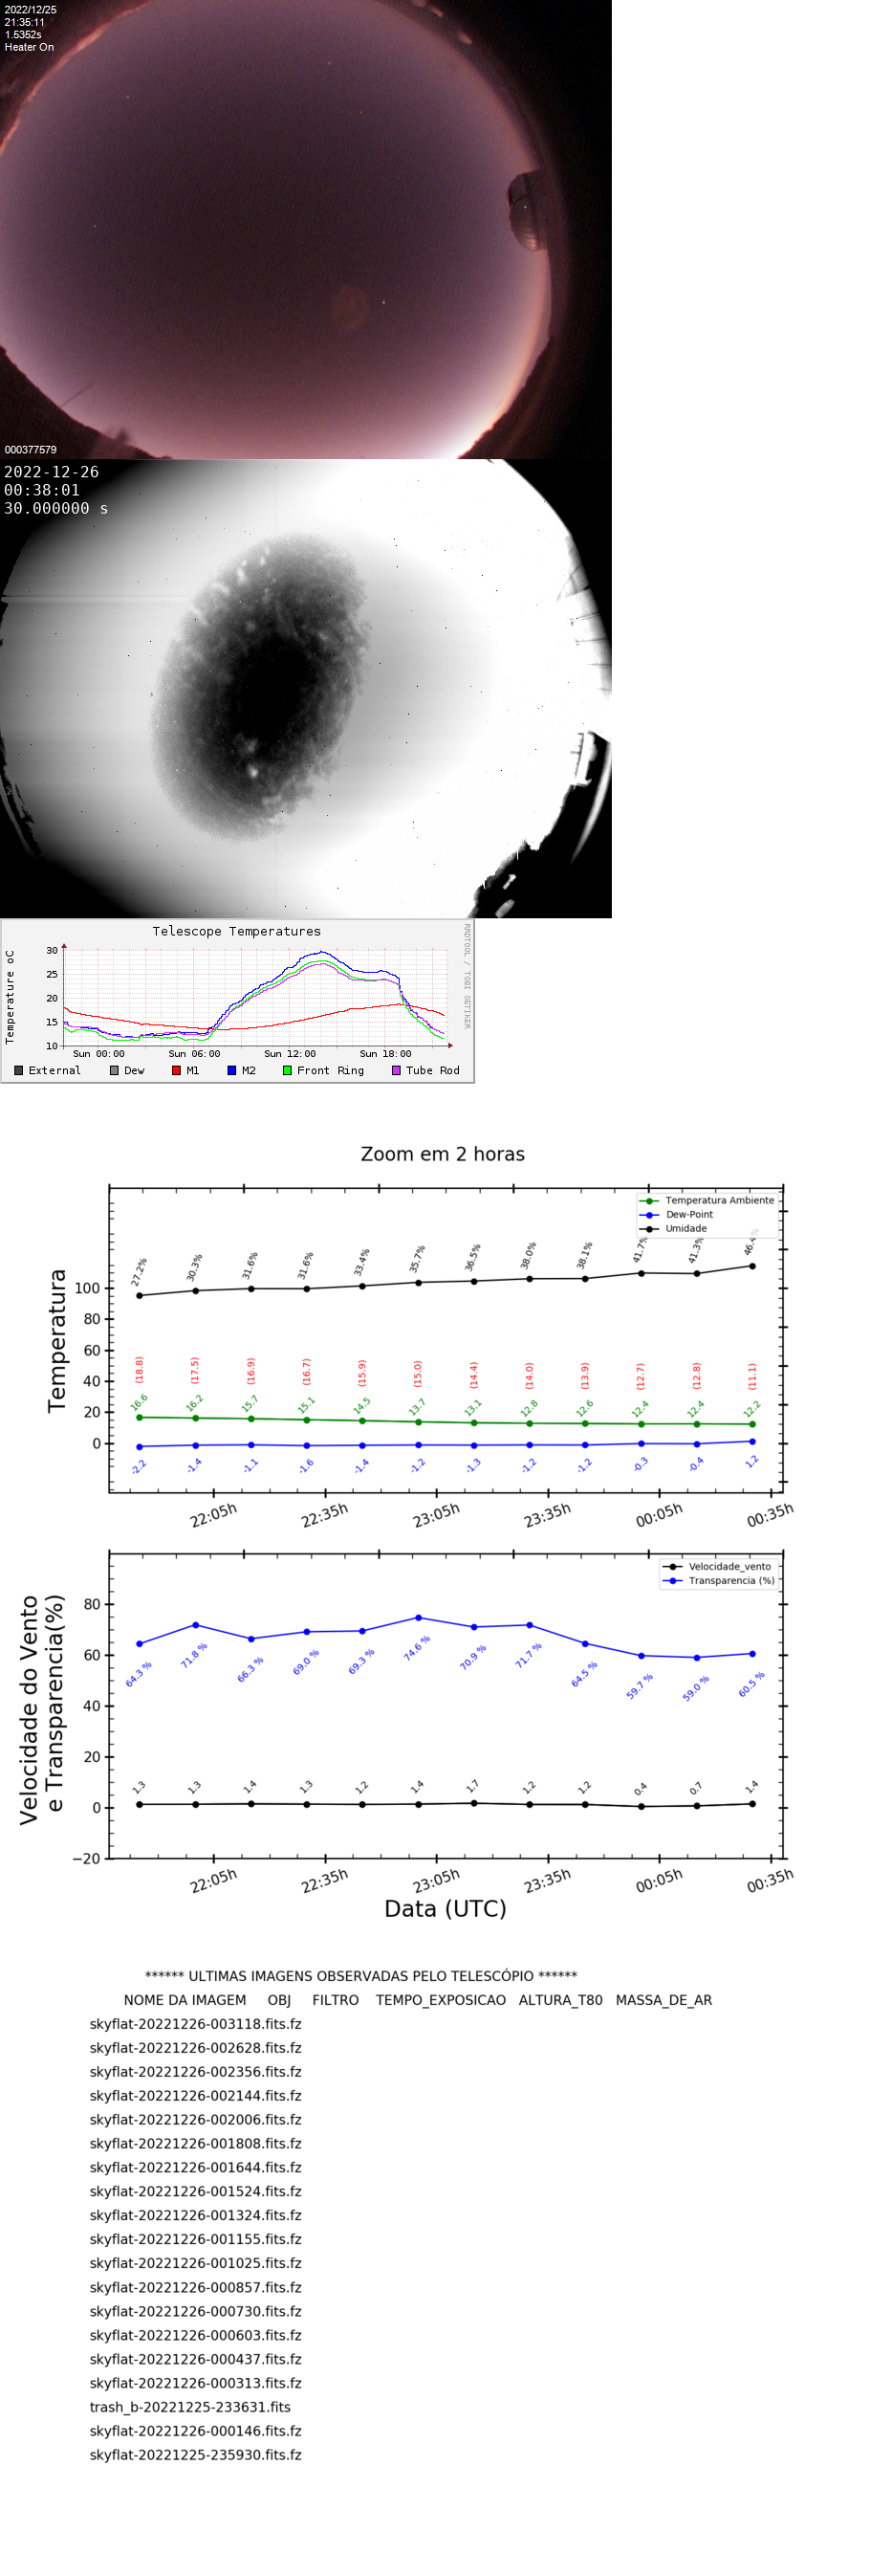 2022/12/25
21:35:11
1.5352s
Heater On
000377579
2022-12-26
00:38:01
30.000000 s
Telescope Temperatures
RRDTOOL / TOBI OETIKER
Temperature oC
30
25
20
15
10
Sun 00:00 Sun 06:00 Sun 12:00 Sun 18:00
External Dew M1 M2 Front Ring Tube Rod
Zoom em 2 horas
Temperatura Ambiente
Dew-Point
Umidade
Temperatura
100
80
60
40
20
0
27.2% 30.3% 31.6% 31.6% 33.4% 35.7% 36.5% 38.0% 38.1% 41.7% 41.3%
(18.8) (17.5) (16.9) (16.7) (15.9) (15.0) (14.4) (14.0) (13.9) (12.7) (12.8) (11.1)
16.6 16.2 15.7 15.1 14.5 13.7 13.1 12.8 12.6 12.4 12.4 12.2
-2.2 -1.4 -1.1 -1.6 -1.4 -1.2 -1.3 -1.2 -1.2 -0.3 -0.4 1.2
22:05h 22:35h 23:05h 23:35h 00:05h 00:35h
Velocidade_vento
Transparencia (%)
Velocidade do Vento
e Transparencia(%)
80
60
40
20
0
−20
64.3 % 71.8 % 66.3 % 69.0 % 69.3 % 74.6 % 70.9 % 71.7 % 64.5 % 59.7 % 59.0 % 60.5 %
1.3 1.3 1.4 1.3 1.2 1.4 1.7 1.2 1.2 0.4 0.7 1.4
22:05h 22:35h 23:05h 23:35h 00:05h 00:35h
Data (UTC)
****** ULTIMAS IMAGENS OBSERVADAS PELO TELESCÓPIO ******
NOME DA IMAGEM OBJ FILTRO TEMPO_EXPOSICAO ALTURA_T80 MASSA_DE_AR
skyflat-20221226-003118.fits.fz
skyflat-20221226-002628.fits.fz
skyflat-20221226-002356.fits.fz
skyflat-20221226-002144.fits.fz
skyflat-20221226-002006.fits.fz
skyflat-20221226-001808.fits.fz
skyflat-20221226-001644.fits.fz
skyflat-20221226-001524.fits.fz
skyflat-20221226-001324.fits.fz
skyflat-20221226-001155.fits.fz
skyflat-20221226-001025.fits.fz
skyflat-20221226-000857.fits.fz
skyflat-20221226-000730.fits.fz
skyflat-20221226-000603.fits.fz
skyflat-20221226-000437.fits.fz
skyflat-20221226-000313.fits.fz
trash_b-20221225-233631.fits
skyflat-20221226-000146.fits.fz
skyflat-20221225-235930.fits.fz